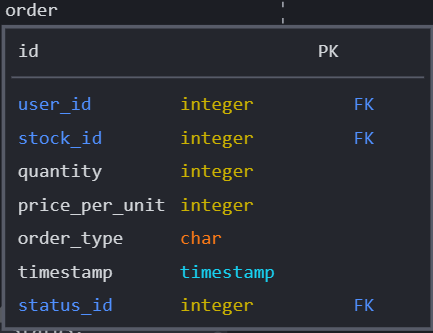 order
id PK
user_id integer FK
stock_id integer FK
quantity integer
price_per_unit integer
order_type char
timestamp timestamp
status_id integer FK